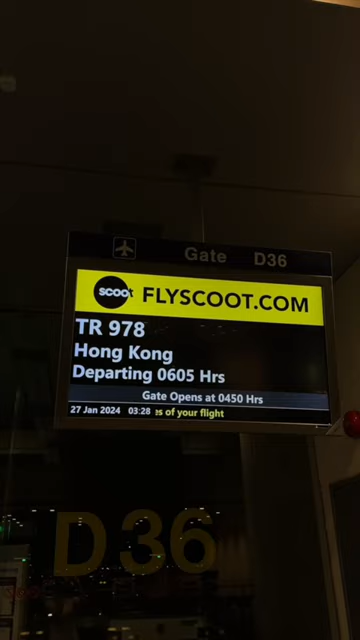 Gate D36
scoot FLYSCOOT.COM
TR 978
Hong Kong
Departing 0605 Hrs
Gate Opens at 0450 Hrs
27 Jan 2024 03:28 es of your flight
D36